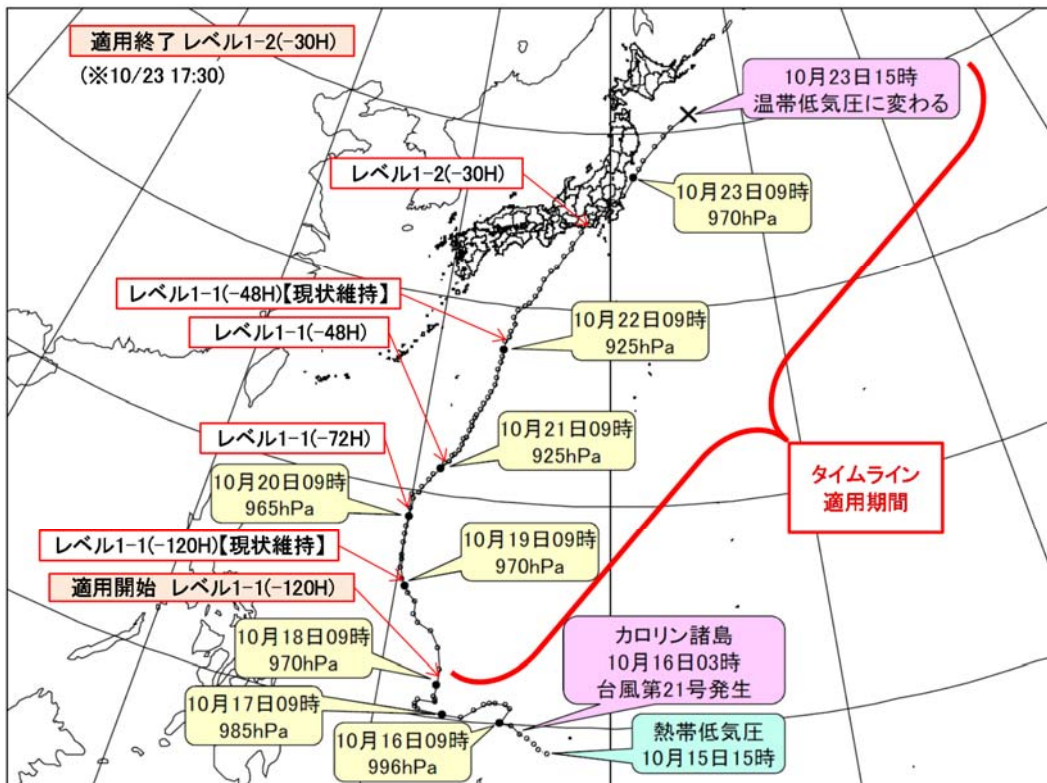 適用終了 レベル1-2(-30H)
(※10/23 17:30)
10月23日15時
温帯低気圧に変わる
レベル1-2(-30H)
10月23日09時
970hPa
レベル1-1(-48H)【現状維持】
レベル1-1(-48H)
10月22日09時
925hPa
レベル1-1(-72H)
10月21日09時
925hPa
10月20日09時
965hPa
タイムライン
適用期間
レベル1-1(-120H)【現状維持】
10月19日09時
970hPa
適用開始 レベル1-1(-120H)
10月18日09時
970hPa
カロリン諸島
10月16日03時
台風第21号発生
10月17日09時
985hPa
10月16日09時
996hPa
熱帯低気圧
10月15日15時